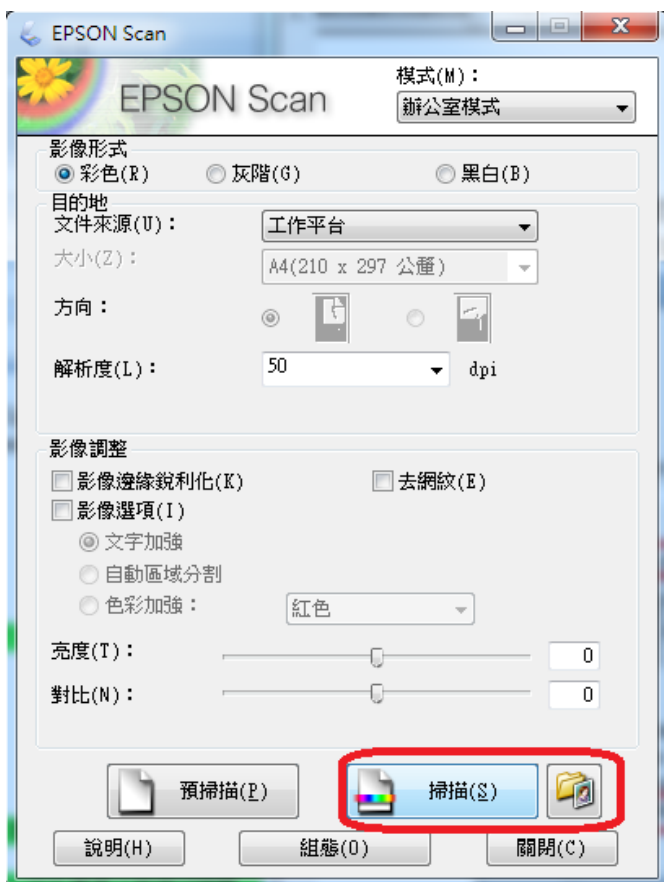 EPSON Scan
EPSON Scan
模式(M)：
辦公室模式
影像形式
彩色(R) 灰階(G) 黑白(B)
目的地
文件來源(U)： 工作平台
大小(Z)： A4(210 x 297 公釐)
方向：
解析度(L)： 50 dpi
影像調整
影像邊緣銳利化(K) 去網紋(E)
影像選項(I)
文字加強
自動區域分割
色彩加強： 紅色
亮度(T)： 0
對比(N)： 0
預掃描(P) 掃描(S)
說明(H) 組態(O) 關閉(C)